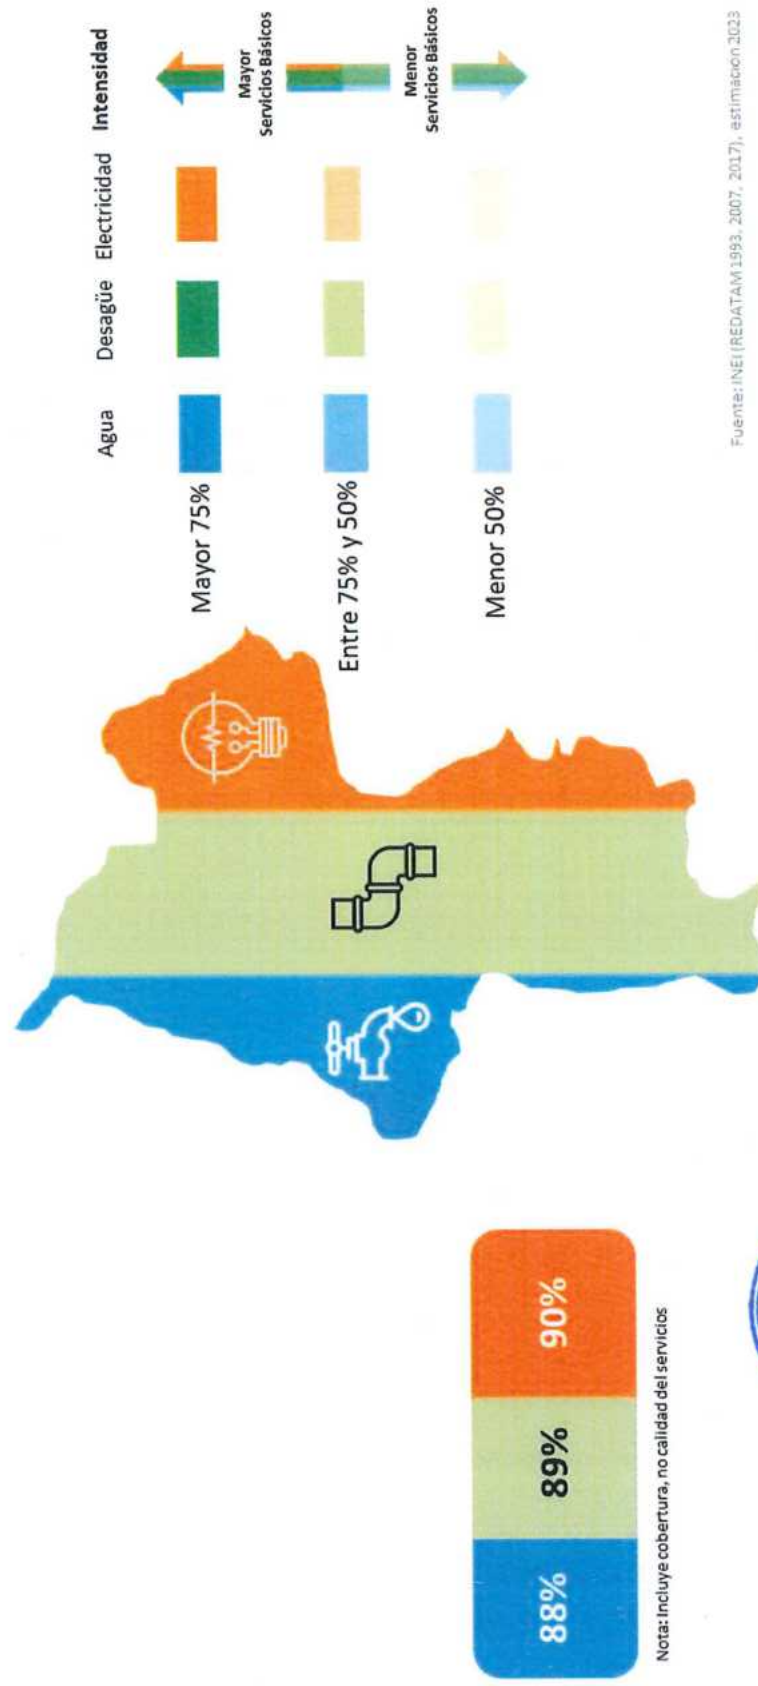 Agua Desagüe Electricidad Intensidad
Mayor 75%
Mayor
Servicios Básicos
Entre 75% y 50%
Menor
Servicios Básicos
Menor 50%
88% 89% 90%
Nota: Incluye cobertura, no calidad del servicios
Fuente: INEI (REDATAM 1993, 2007, 2017), estimación 2023